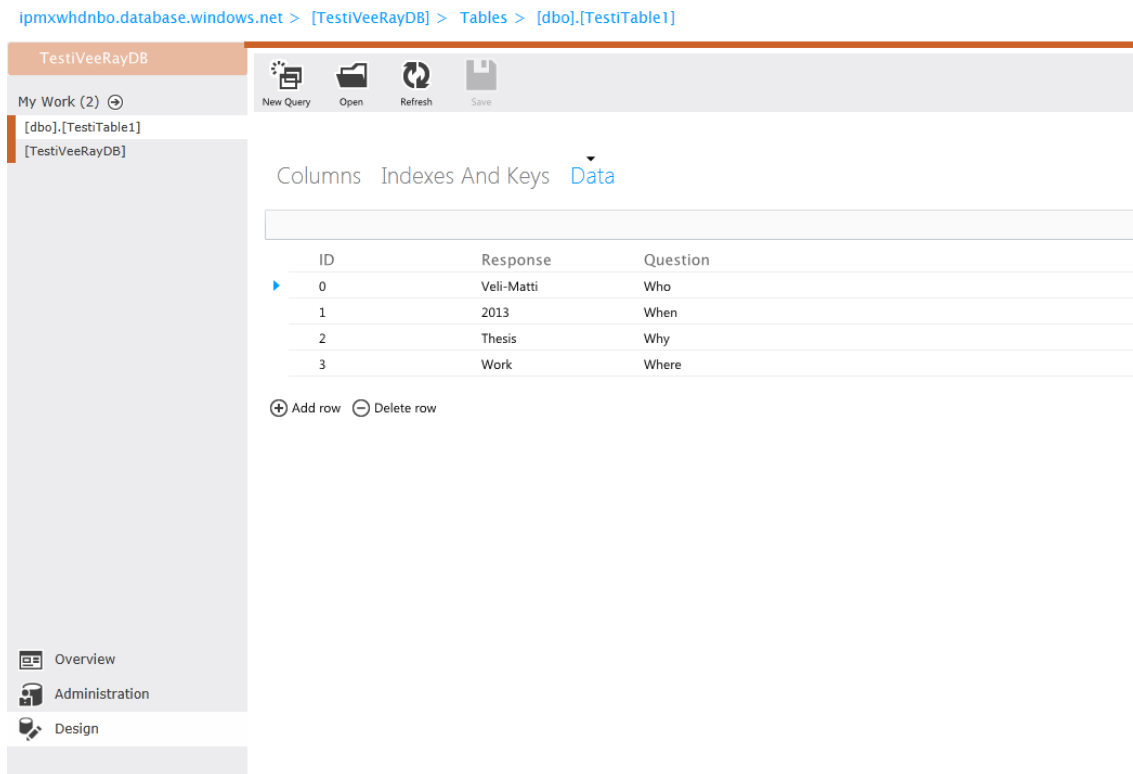 ipmxwhdnbo.database.windows.net > [TestiVeeRayDB] > Tables > [dbo].[TestiTable1]
TestiVeeRayDB
My Work (2)
[dbo].[TestiTable1]
[TestiVeeRayDB]
New Query Open Refresh Save
Columns Indexes And Keys Data
ID Response Question
0 Veli-Matti Who
1 2013 When
2 Thesis Why
3 Work Where
Add row Delete row
Overview
Administration
Design